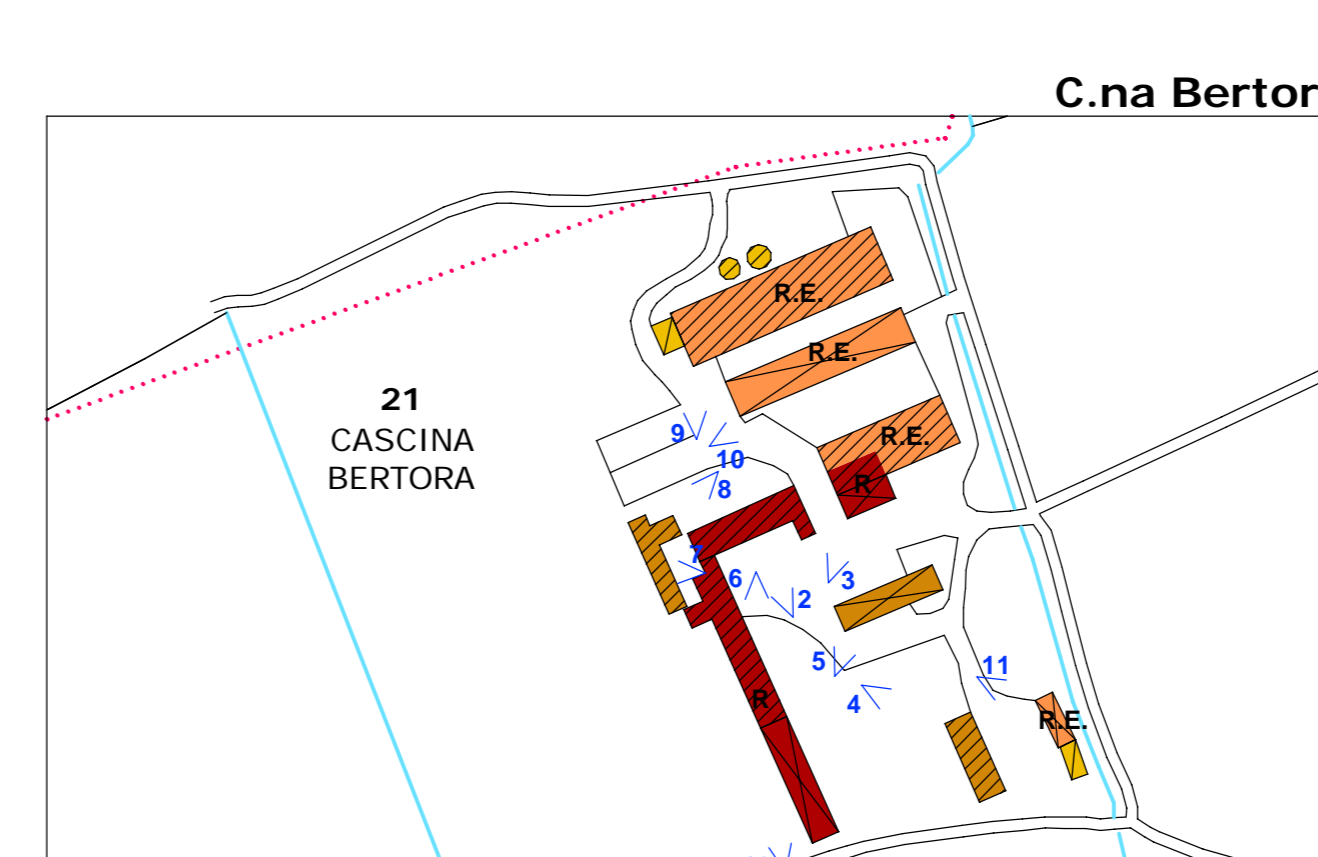 C.na Bertor
R.E.
R.E.
21
CASCINA
BERTORA
9
R.E.
10
8
R
7
6
3
2
5
11
4
R
R.E.